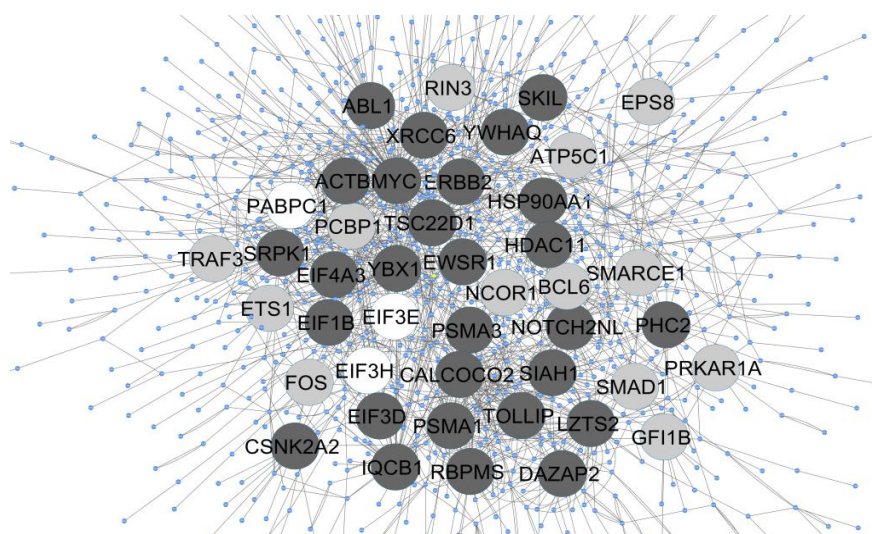 RIN3
SKIL
EPS8
ABL1
XRCC6
YWHAQ
ATP5C1
ACTB
MYC
ERBB2
HSP90AA1
PABPC1
PCBP1
TSC22D1
HDAC11
TRAF3
SRPK1
EIF4A3
YBX1
EWSR1
NCOR1
BCL6
SMARCE1
ETS1
EIF1B
EIF3E
PSMA3
NOTCH2NL
PHC2
FOS
EIF3H
CALCOCO2
SIAH1
SMAD1
PRKAR1A
CSNK2A2
EIF3D
PSMA1
TOLLIP
LZTS2
GFI1B
IQCB1
RBPMS
DAZAP2